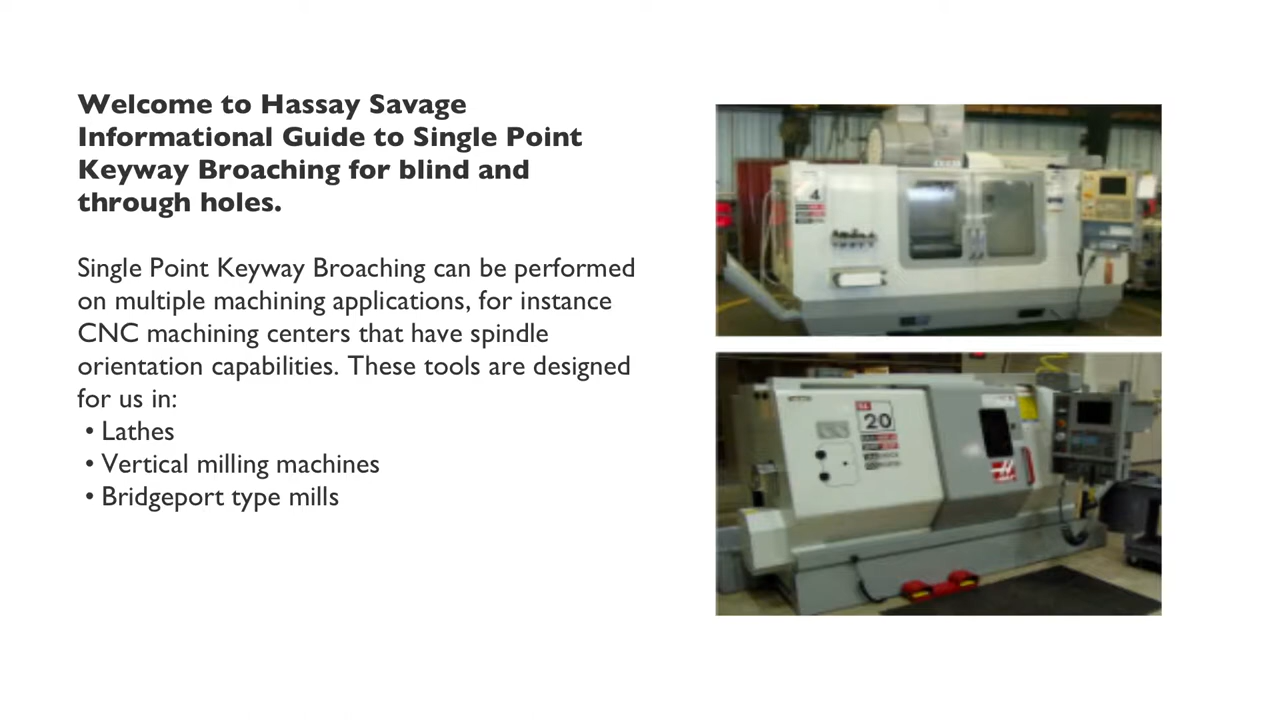 Welcome to Hassay Savage
Informational Guide to Single Point
Keyway Broaching for blind and
through holes.
Single Point Keyway Broaching can be performed
on multiple machining applications, for instance
CNC machining centers that have spindle
orientation capabilities. These tools are designed
for us in:
• Lathes
• Vertical milling machines
• Bridgeport type mills
4
20